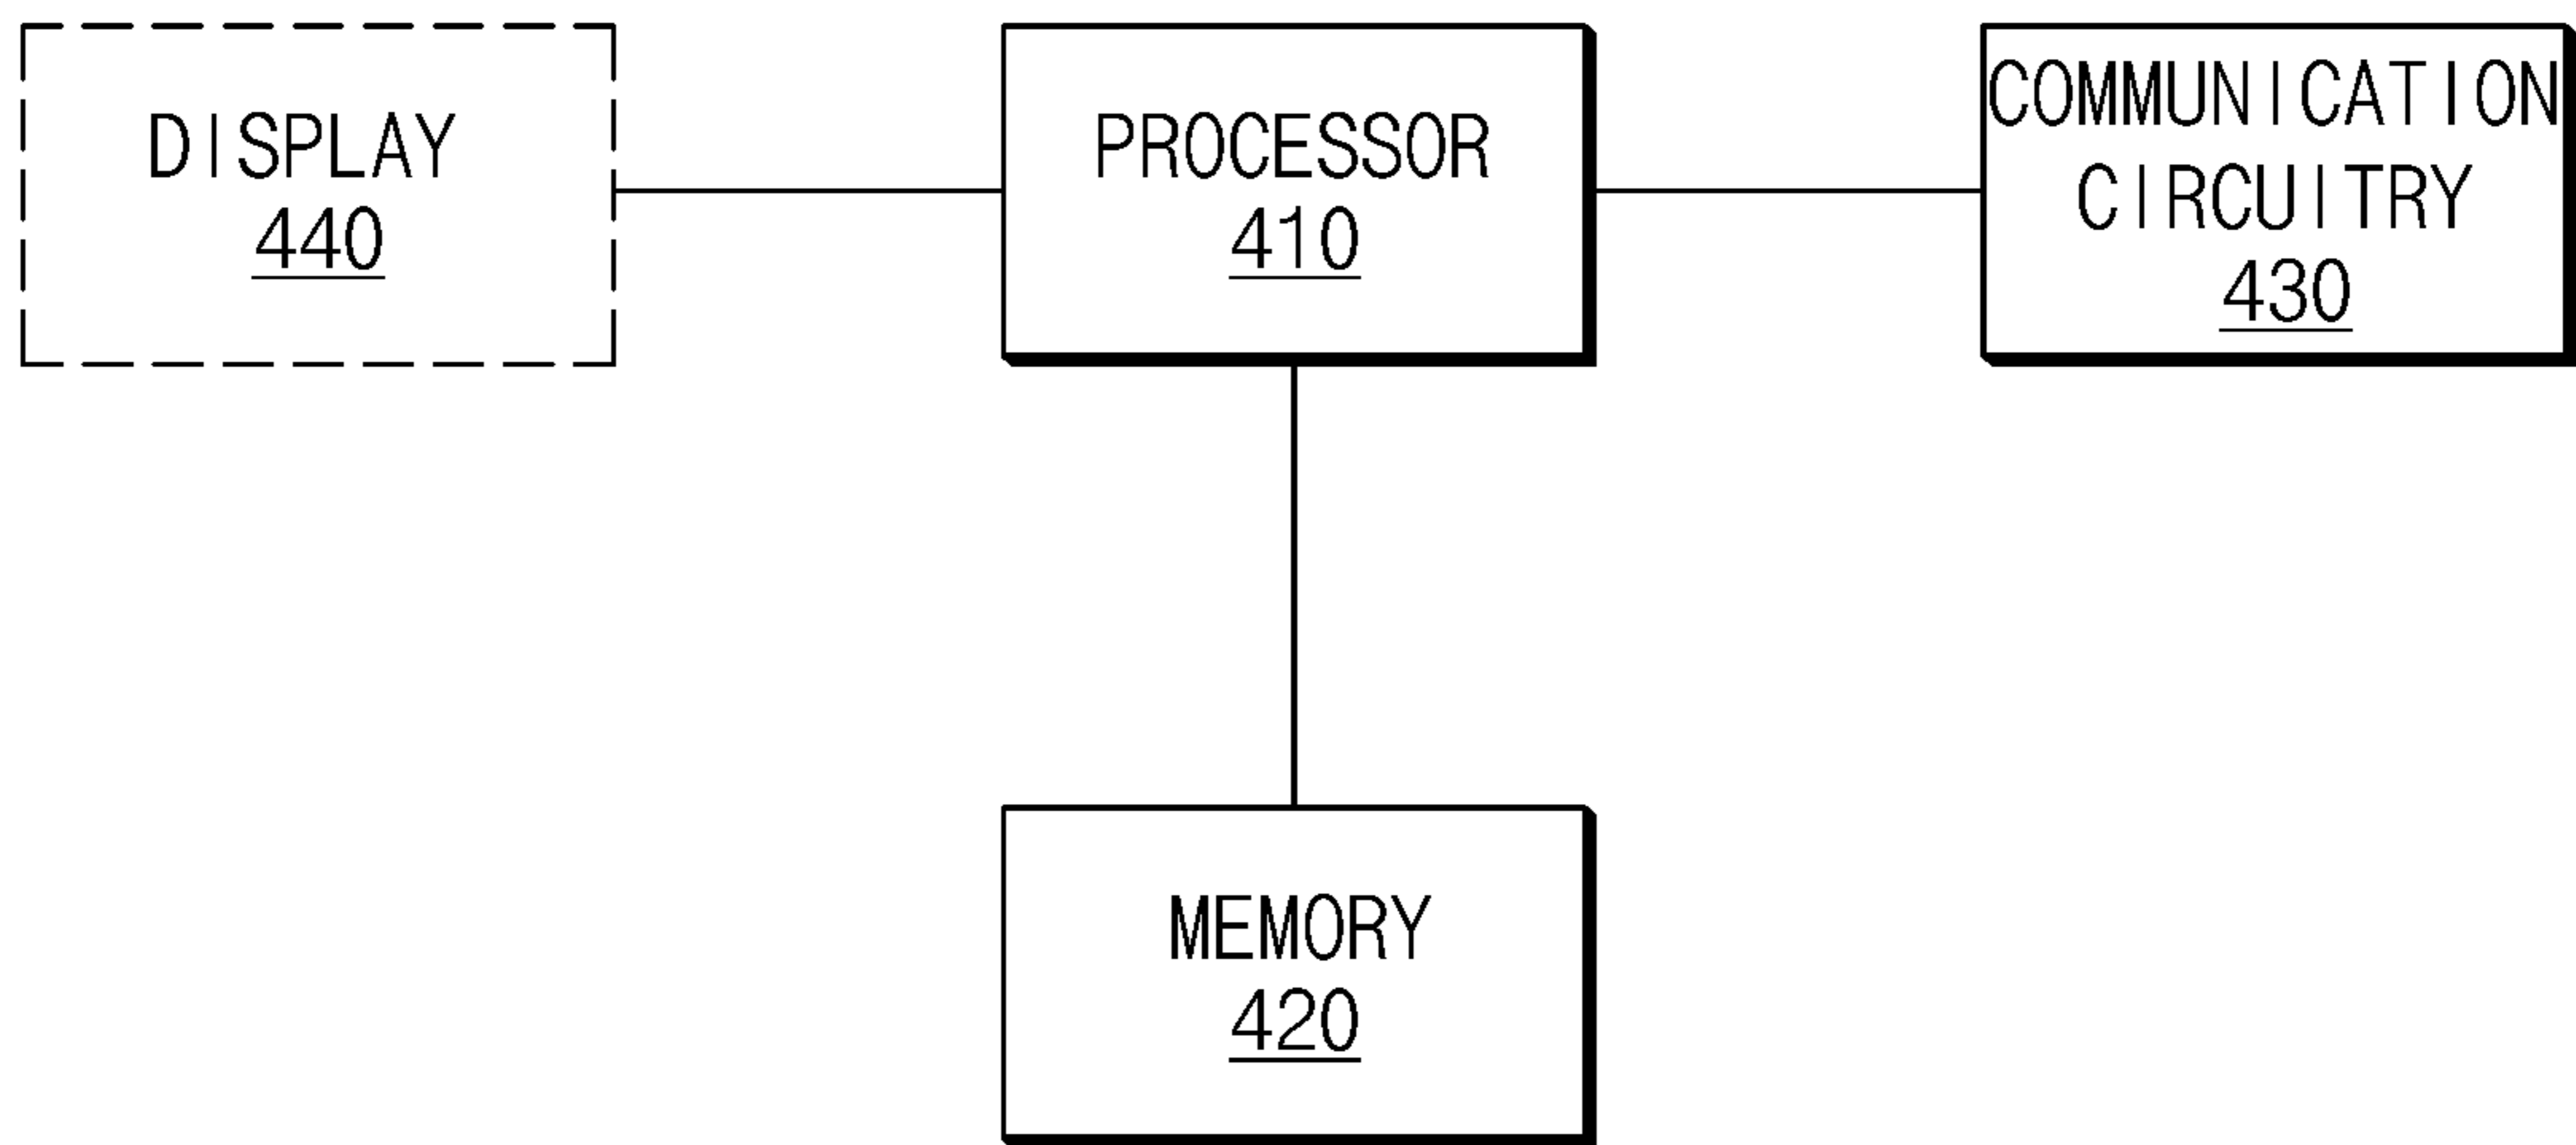 DISPLAY
440
PROCESSOR
410
COMMUNICATION
CIRCUITRY
430
MEMORY
420